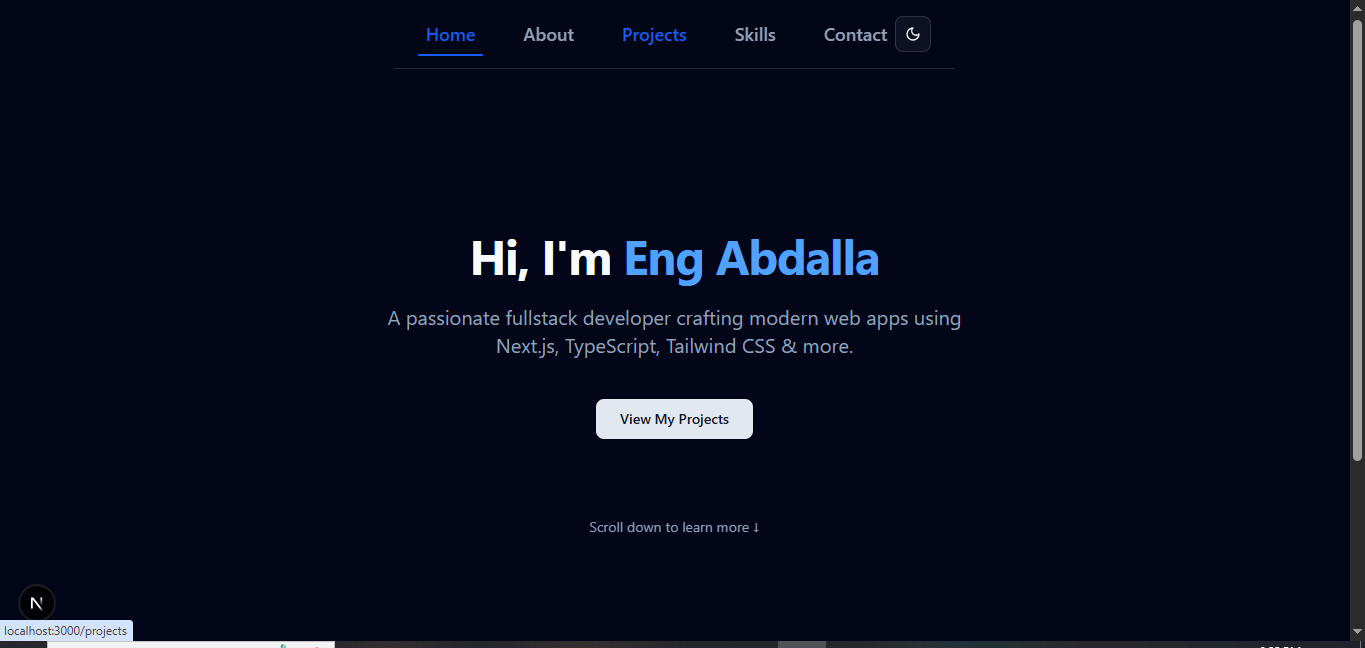 Home About Projects Skills Contact
Hi, I'm Eng Abdalla
A passionate fullstack developer crafting modern web apps using
Next.js, TypeScript, Tailwind CSS & more.
View My Projects
Scroll down to learn more ↓
N
localhost:3000/projects